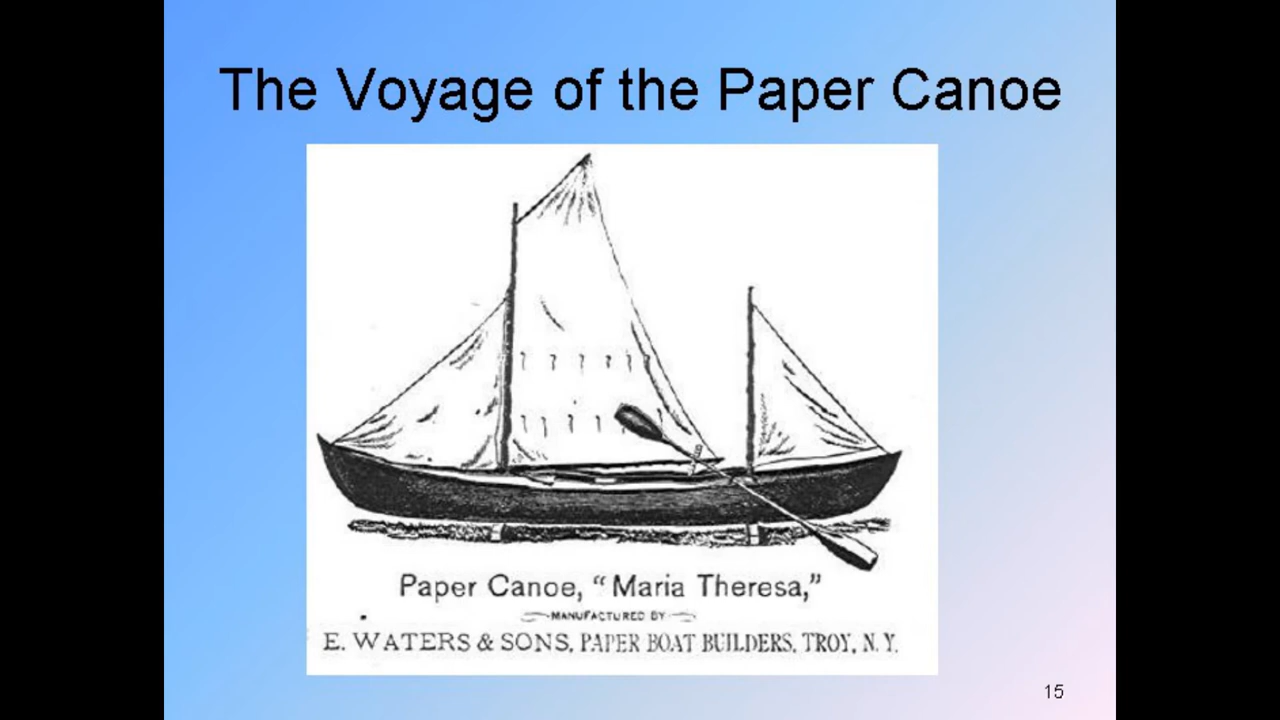 The Voyage of the Paper Canoe
Paper Canoe, “Maria Theresa,”
MANUFACTURED BY
E. WATERS & SONS, PAPER BOAT BUILDERS, TROY, N. Y.
15